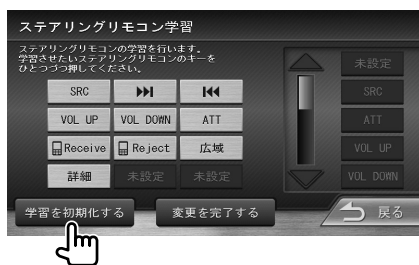 ステアリングリモコン学習
ステアリングリモコンの学習を行います。
学習させたいステアリングリモコンのキーを
ひとつづつ押してください。
SRC ▶▶I I◀◀
VOL UP VOL DOWN ATT
Receive Reject 広域
詳細 未設定 未設定
未設定
SRC
ATT
VOL UP
VOL DOWN
学習を初期化する 変更を完了する 戻る